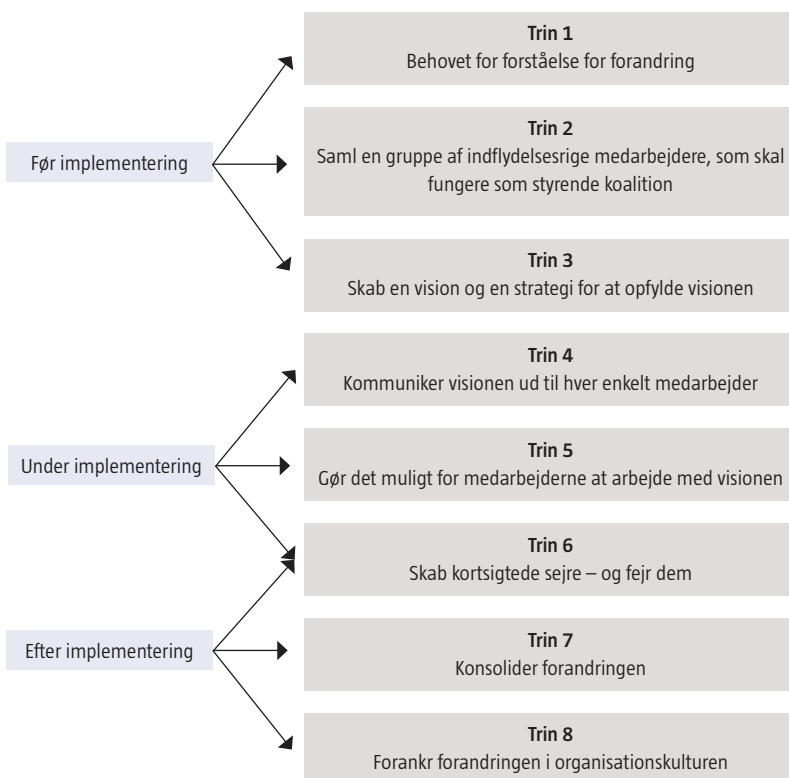 Før implementering
Trin 1
Behovet for forståelse for forandring
Trin 2
Saml en gruppe af indflydelsesrige medarbejdere, som skal
fungere som styrende koalition
Trin 3
Skab en vision og en strategi for at opfylde visionen
Under implementering
Trin 4
Kommuniker visionen ud til hver enkelt medarbejder
Trin 5
Gør det muligt for medarbejderne at arbejde med visionen
Trin 6
Skab kortsigtede sejre – og fejr dem
Efter implementering
Trin 7
Konsolider forandringen
Trin 8
Forankr forandringen i organisationskulturen